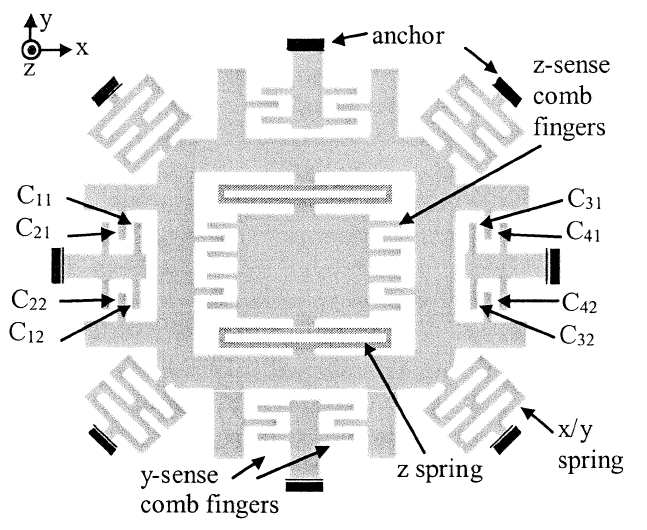 y
x
z
anchor
z-sense
comb
fingers
C11
C21
C31
C41
C22
C12
C42
C32
x/y
spring
z spring
y-sense
comb fingers